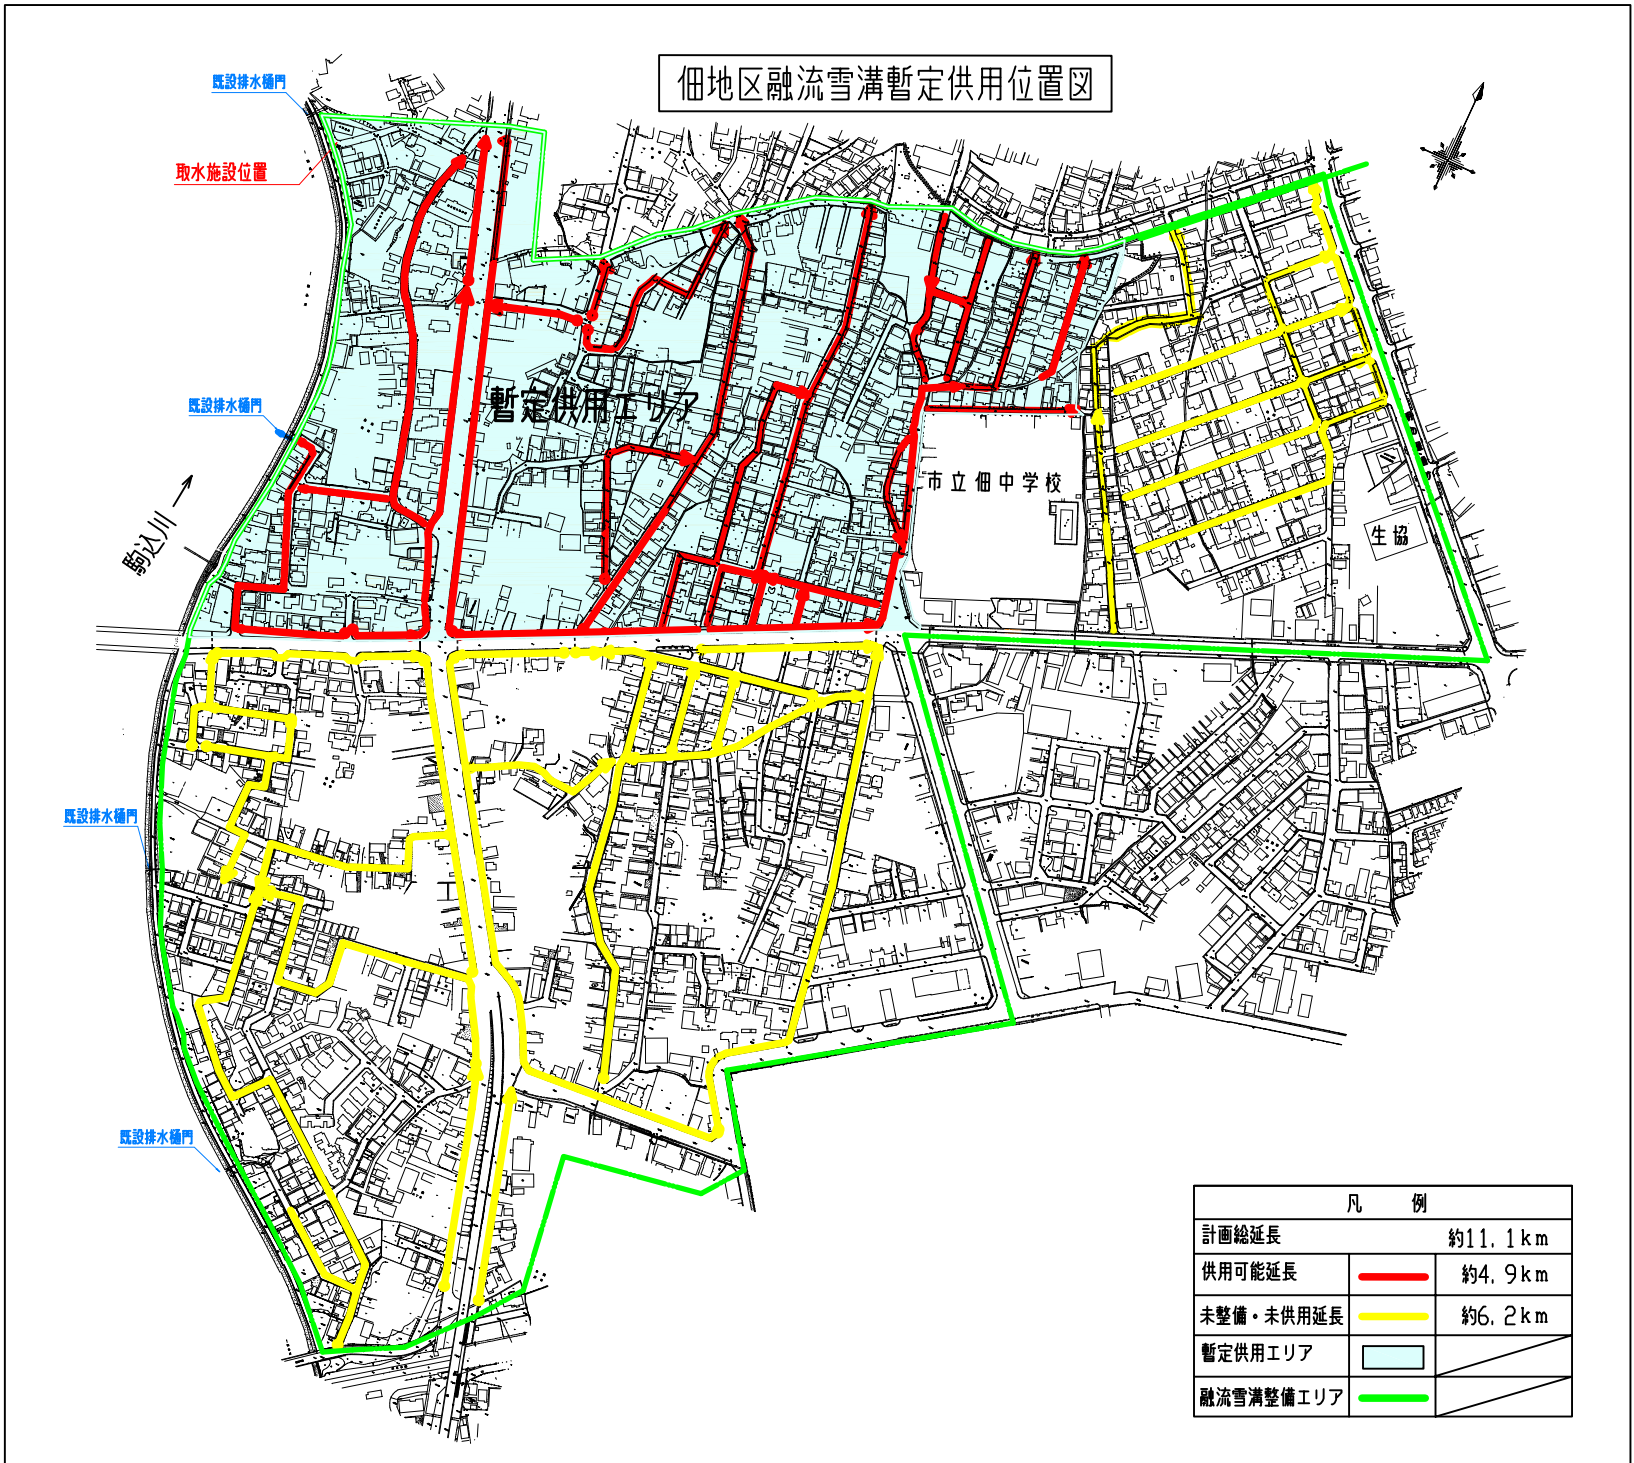 佃地区融流雪溝暫定供用位置図
既設排水樋門
取水施設位置
暫定供用エリア
既設排水樋門
市立佃中学校
生協
駒込川
既設排水樋門
既設排水樋門
凡 例
計画総延長 約11.1km
供用可能延長 約4.9km
未整備・未供用延長 約6.2km
暫定供用エリア
融流雪溝整備エリア